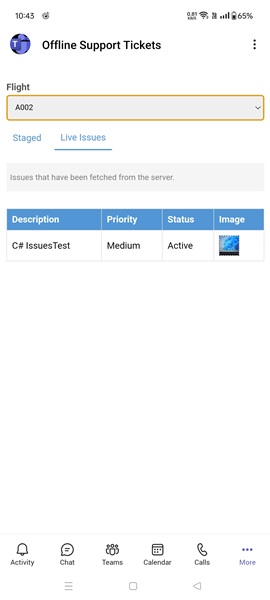 10:43
0.81 KB/S 65%
Offline Support Tickets
Flight
A002
Staged Live Issues
Issues that have been fetched from the server.
Description Priority Status Image
C# IssuesTest Medium Active
Activity Chat Teams Calendar Calls More